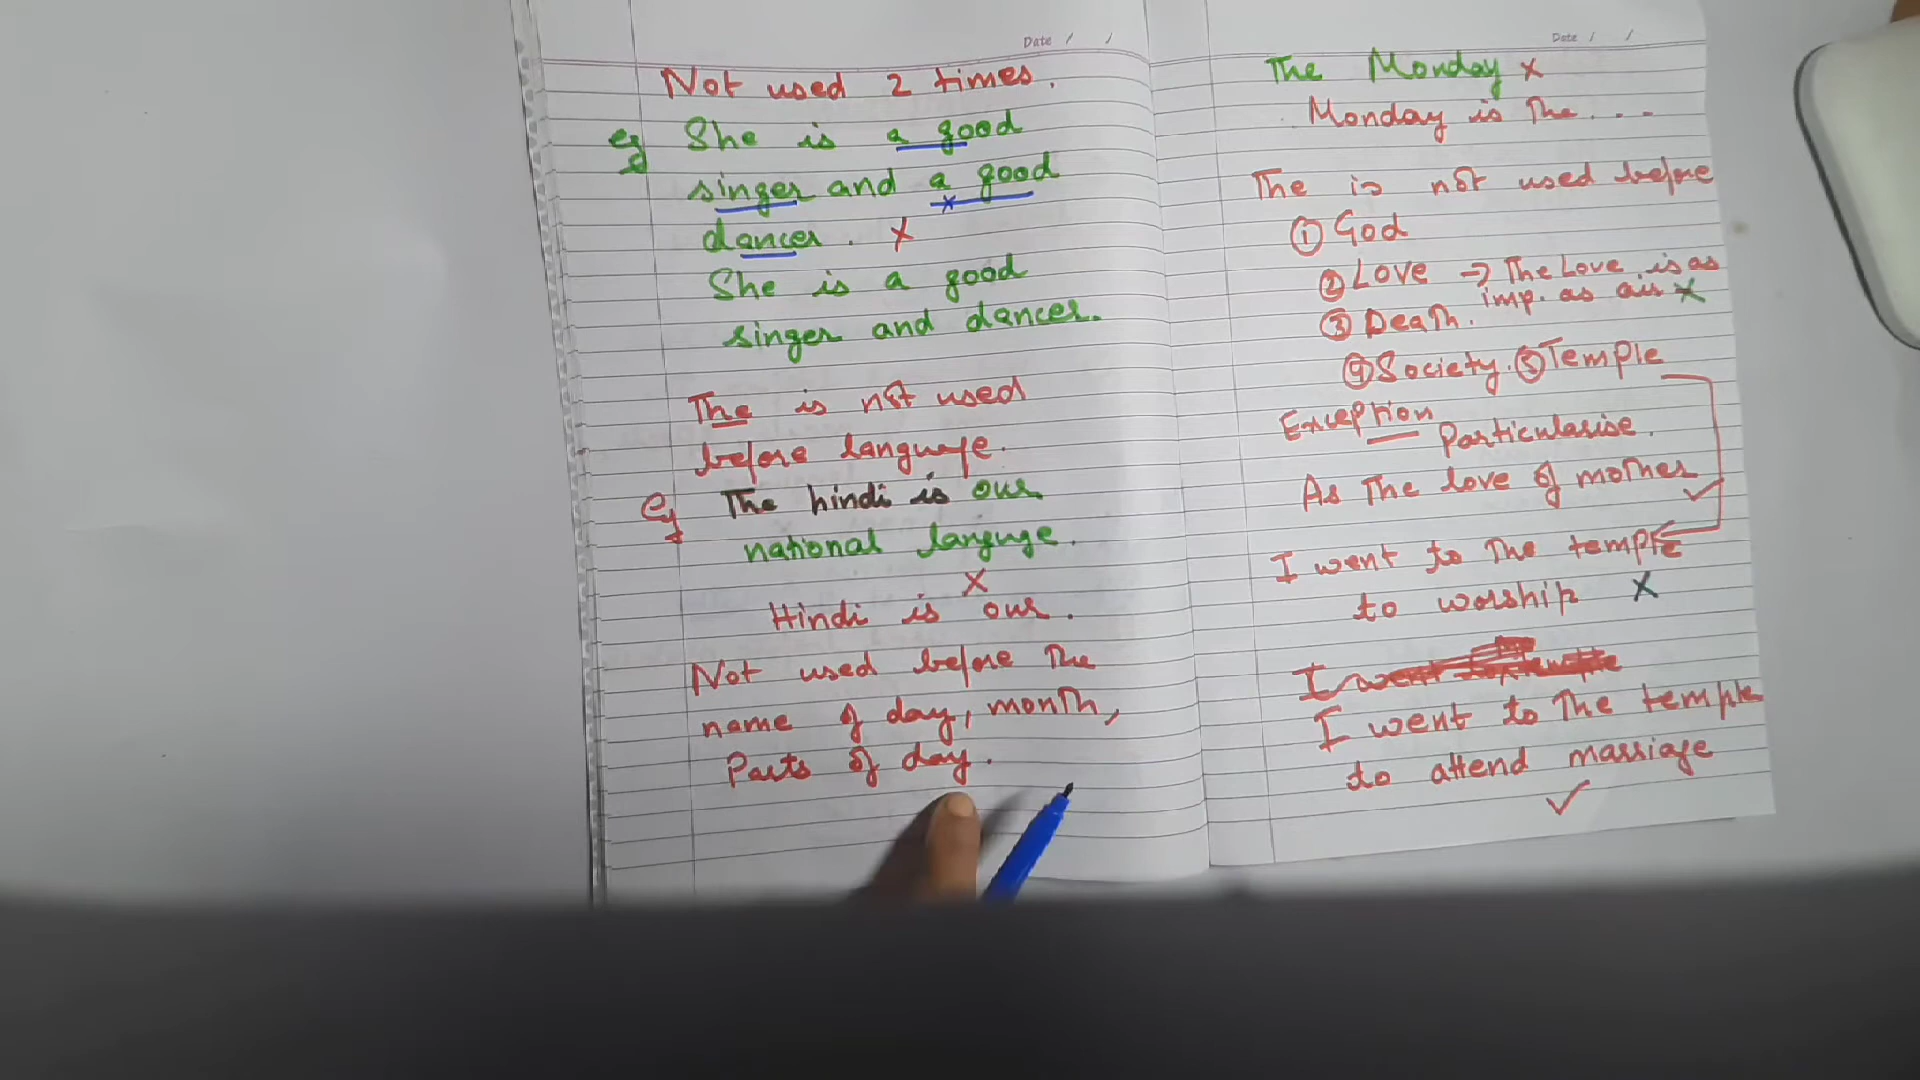 Date / /
Not used 2 times.
eg She is a good
singer and a good
x
dancer. X
She is a good
singer and dancer.
The is not used
before language.
eg The hindi is our
national languge.
X
Hindi is our.
Not used before the
name of day, month,
Parts of day.
Date / /
The Monday x
Monday is the...
The is not used before
① God
② Love → The Love is as
imp. as air X
③ Death.
④ Society. ⑤ Temple
Exception Particularise.
As The love of mother ✓
I went to The temple
to worship X
I went to The temple
to attend marriage
✓